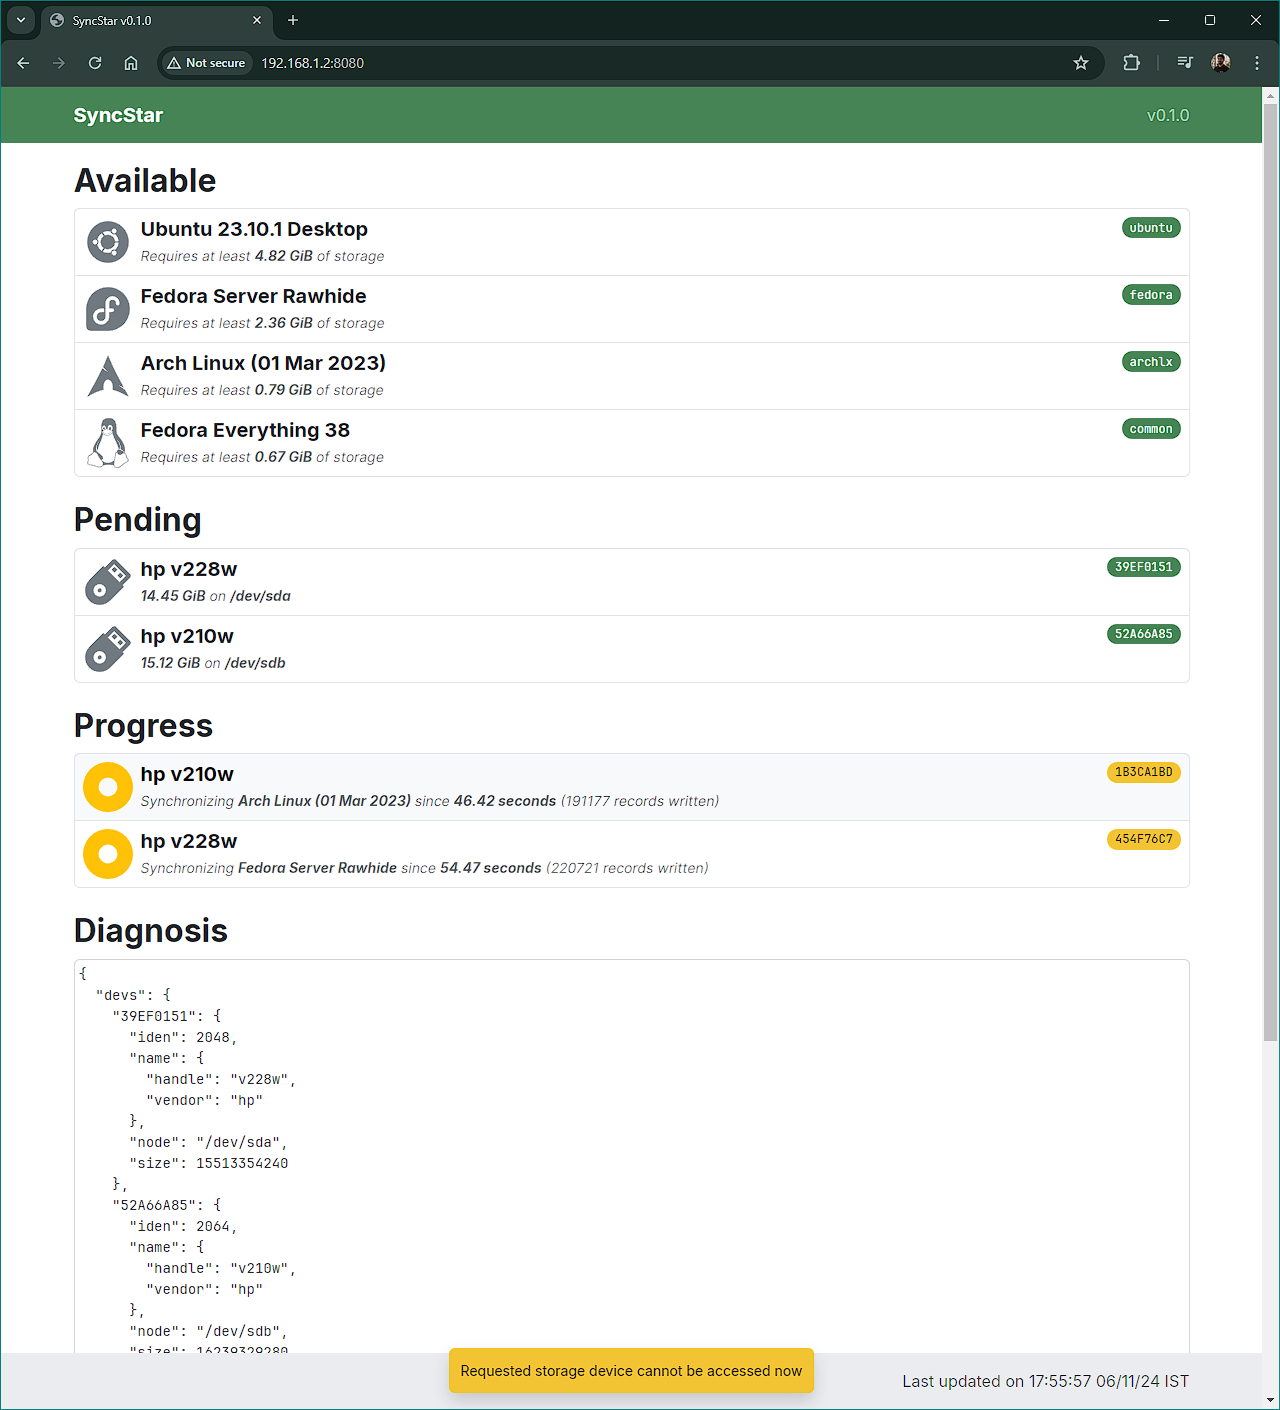 SyncStar v0.1.0
Not secure
192.168.1.2:8080
SyncStar
v0.1.0
Available
Ubuntu 23.10.1 Desktop
ubuntu
Requires at least 4.82 GiB of storage
Fedora Server Rawhide
fedora
Requires at least 2.36 GiB of storage
Arch Linux (01 Mar 2023)
archlx
Requires at least 0.79 GiB of storage
Fedora Everything 38
common
Requires at least 0.67 GiB of storage
Pending
hp v228w
39EF0151
14.45 GiB on /dev/sda
hp v210w
52A66A85
15.12 GiB on /dev/sdb
Progress
hp v210w
1B3CA1BD
Synchronizing Arch Linux (01 Mar 2023) since 46.42 seconds (191177 records written)
hp v228w
454F76C7
Synchronizing Fedora Server Rawhide since 54.47 seconds (220721 records written)
Diagnosis
{
"devs": {
"39EF0151": {
"iden": 2048,
"name": {
"handle": "v228w",
"vendor": "hp"
},
"node": "/dev/sda",
"size": 15513354240
},
"52A66A85": {
"iden": 2064,
"name": {
"handle": "v210w",
"vendor": "hp"
},
"node": "/dev/sdb",
"size": 16239329280
Requested storage device cannot be accessed now
Last updated on 17:55:57 06/11/24 IST